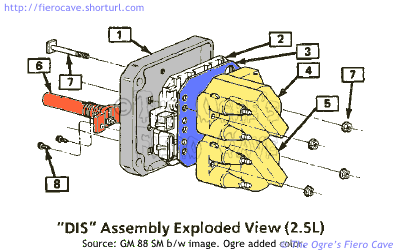 http://fierocave.shorturl.com
1
2
3
6
7
4
7
5
8
"DIS" Assembly Exploded View (2.5L)
Source: GM 88 SM b/w image. Ogre added color.
© The Ogre's Fiero Cave